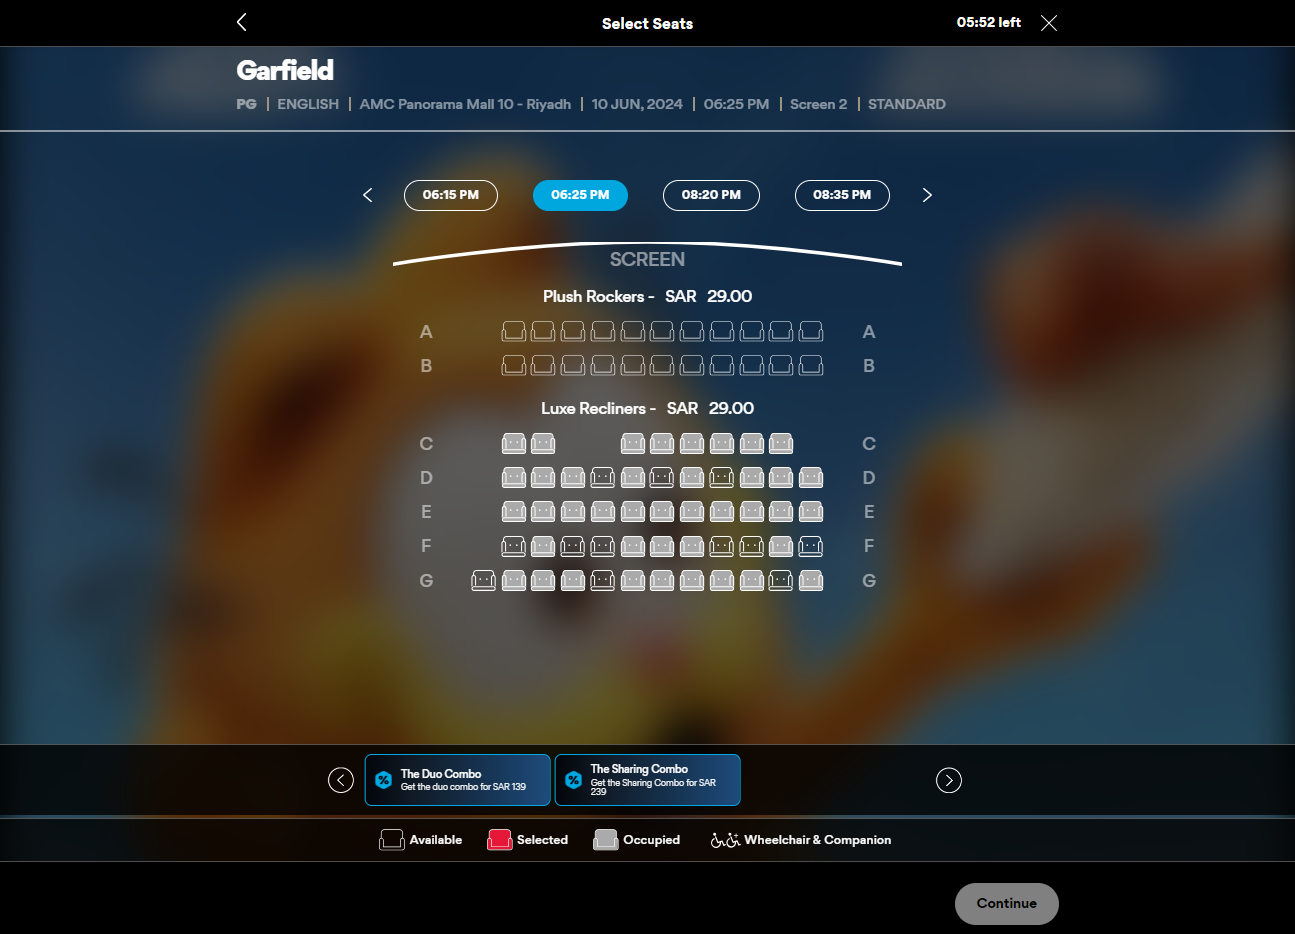 Select Seats
05:52 left
Garfield
PG | ENGLISH | AMC Panorama Mall 10 - Riyadh | 10 JUN, 2024 | 06:25 PM | Screen 2 | STANDARD
06:15 PM 06:25 PM 08:20 PM 08:35 PM
SCREEN
Plush Rockers - SAR 29.00
A A
B B
Luxe Recliners - SAR 29.00
C C
D D
E E
F F
G G
The Duo Combo
Get the duo combo for SAR 139
The Sharing Combo
Get the Sharing Combo for SAR
239
Available Selected Occupied Wheelchair & Companion
Continue